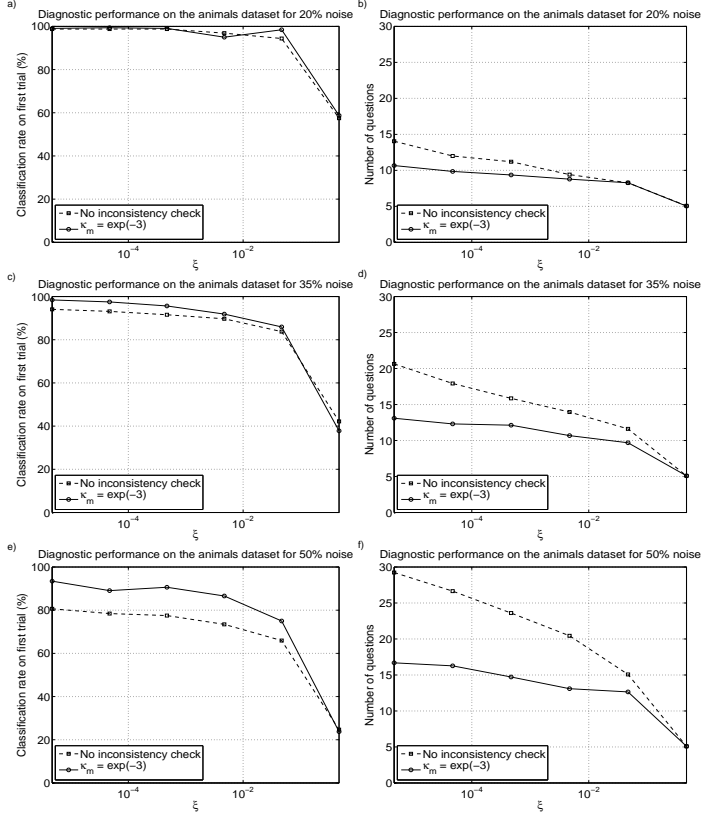 a)
Diagnostic performance on the animals dataset for 20% noise
Classification rate on first trial (%)
100
80
60
40
20
0
No inconsistency check
κm = exp(−3)
10−4
10−2
ξ
b)
Diagnostic performance on the animals dataset for 20% noise
Number of questions
30
25
20
15
10
5
0
No inconsistency check
κm = exp(−3)
10−4
10−2
ξ
c)
Diagnostic performance on the animals dataset for 35% noise
Classification rate on first trial (%)
100
80
60
40
20
0
No inconsistency check
κm = exp(−3)
10−4
10−2
ξ
d)
Diagnostic performance on the animals dataset for 35% noise
Number of questions
30
25
20
15
10
5
0
No inconsistency check
κm = exp(−3)
10−4
10−2
ξ
e)
Diagnostic performance on the animals dataset for 50% noise
Classification rate on first trial (%)
100
80
60
40
20
0
No inconsistency check
κm = exp(−3)
10−4
10−2
ξ
f)
Diagnostic performance on the animals dataset for 50% noise
Number of questions
30
25
20
15
10
5
0
No inconsistency check
κm = exp(−3)
10−4
10−2
ξ